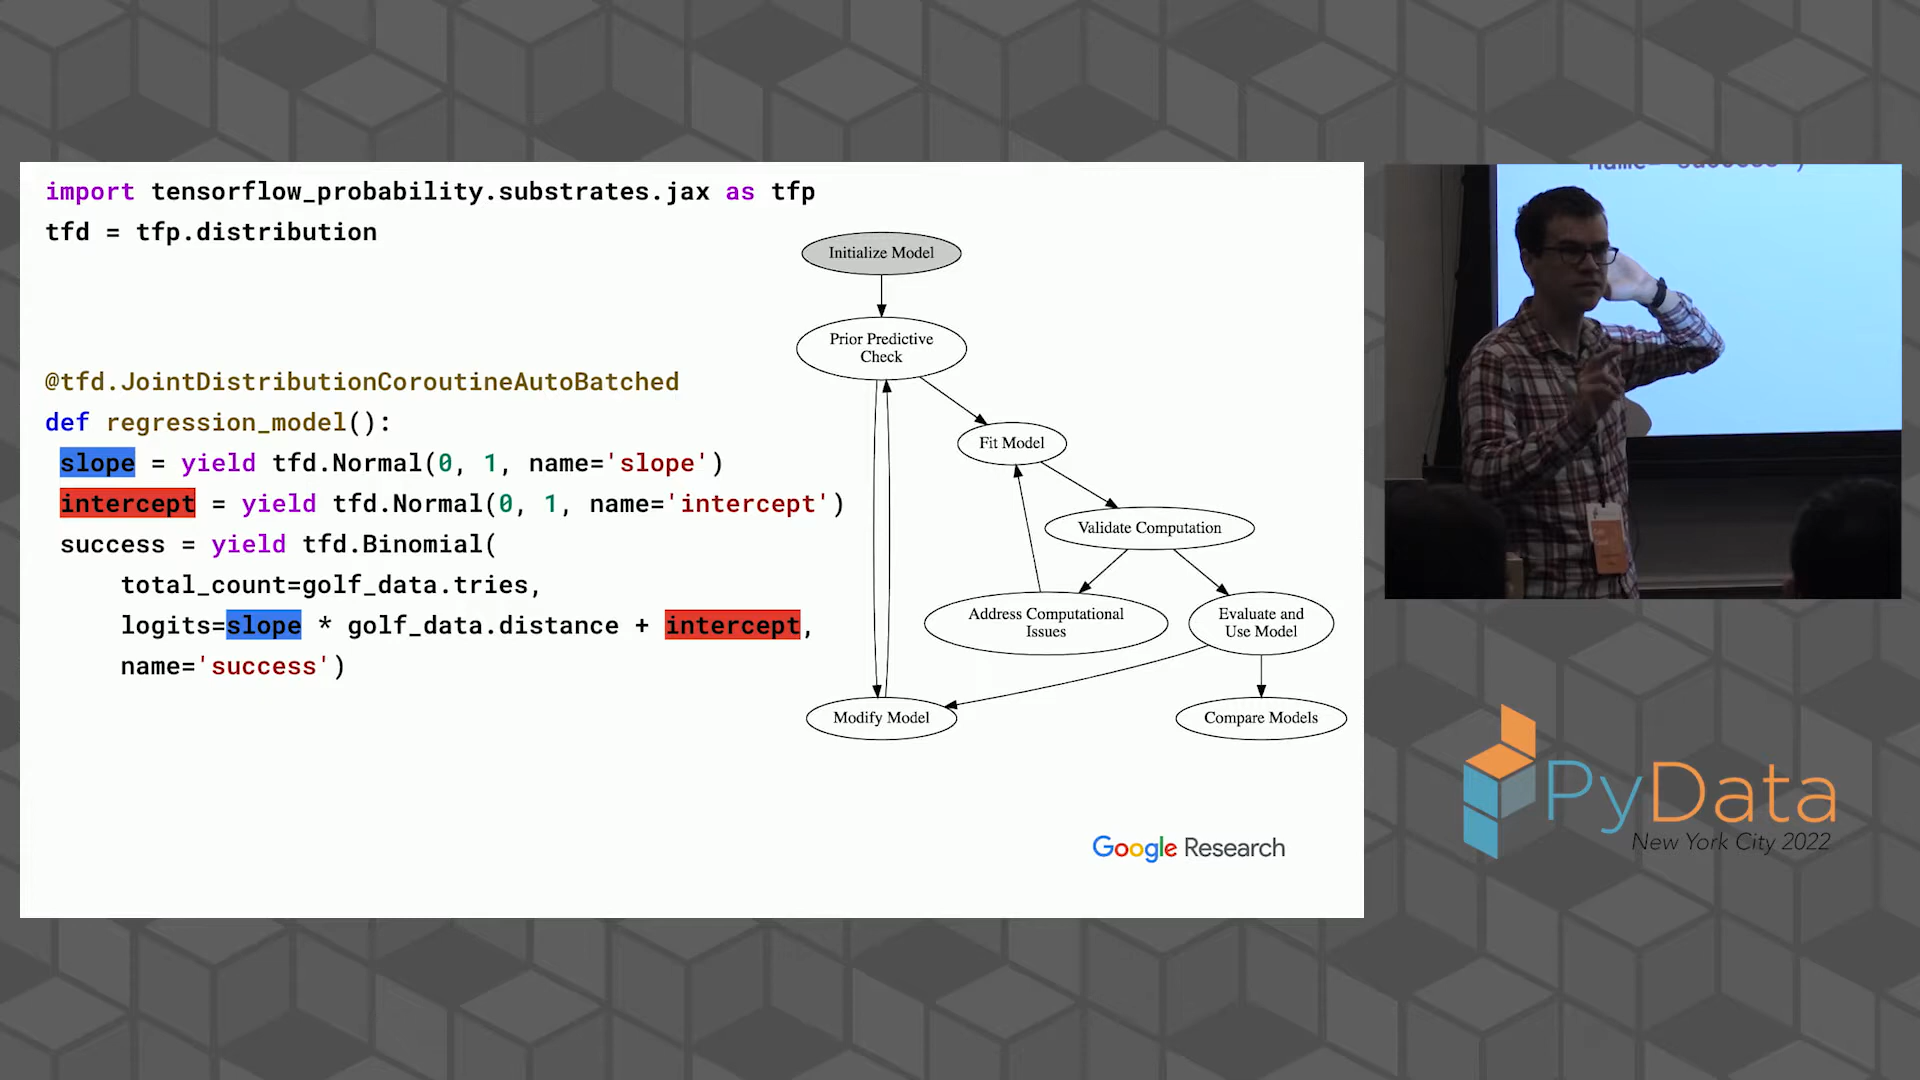 import tensorflow_probability.substrates.jax as tfp
tfd = tfp.distribution
@tfd.JointDistributionCoroutineAutoBatched
def regression_model():
slope = yield tfd.Normal(0, 1, name='slope')
intercept = yield tfd.Normal(0, 1, name='intercept')
success = yield tfd.Binomial(
total_count=golf_data.tries,
logits=slope * golf_data.distance + intercept,
name='success')
Initialize Model
Prior Predictive
Check
Fit Model
Validate Computation
Address Computational
Issues
Evaluate and
Use Model
Modify Model
Compare Models
Google Research
name='success')
PyData
New York City 2022